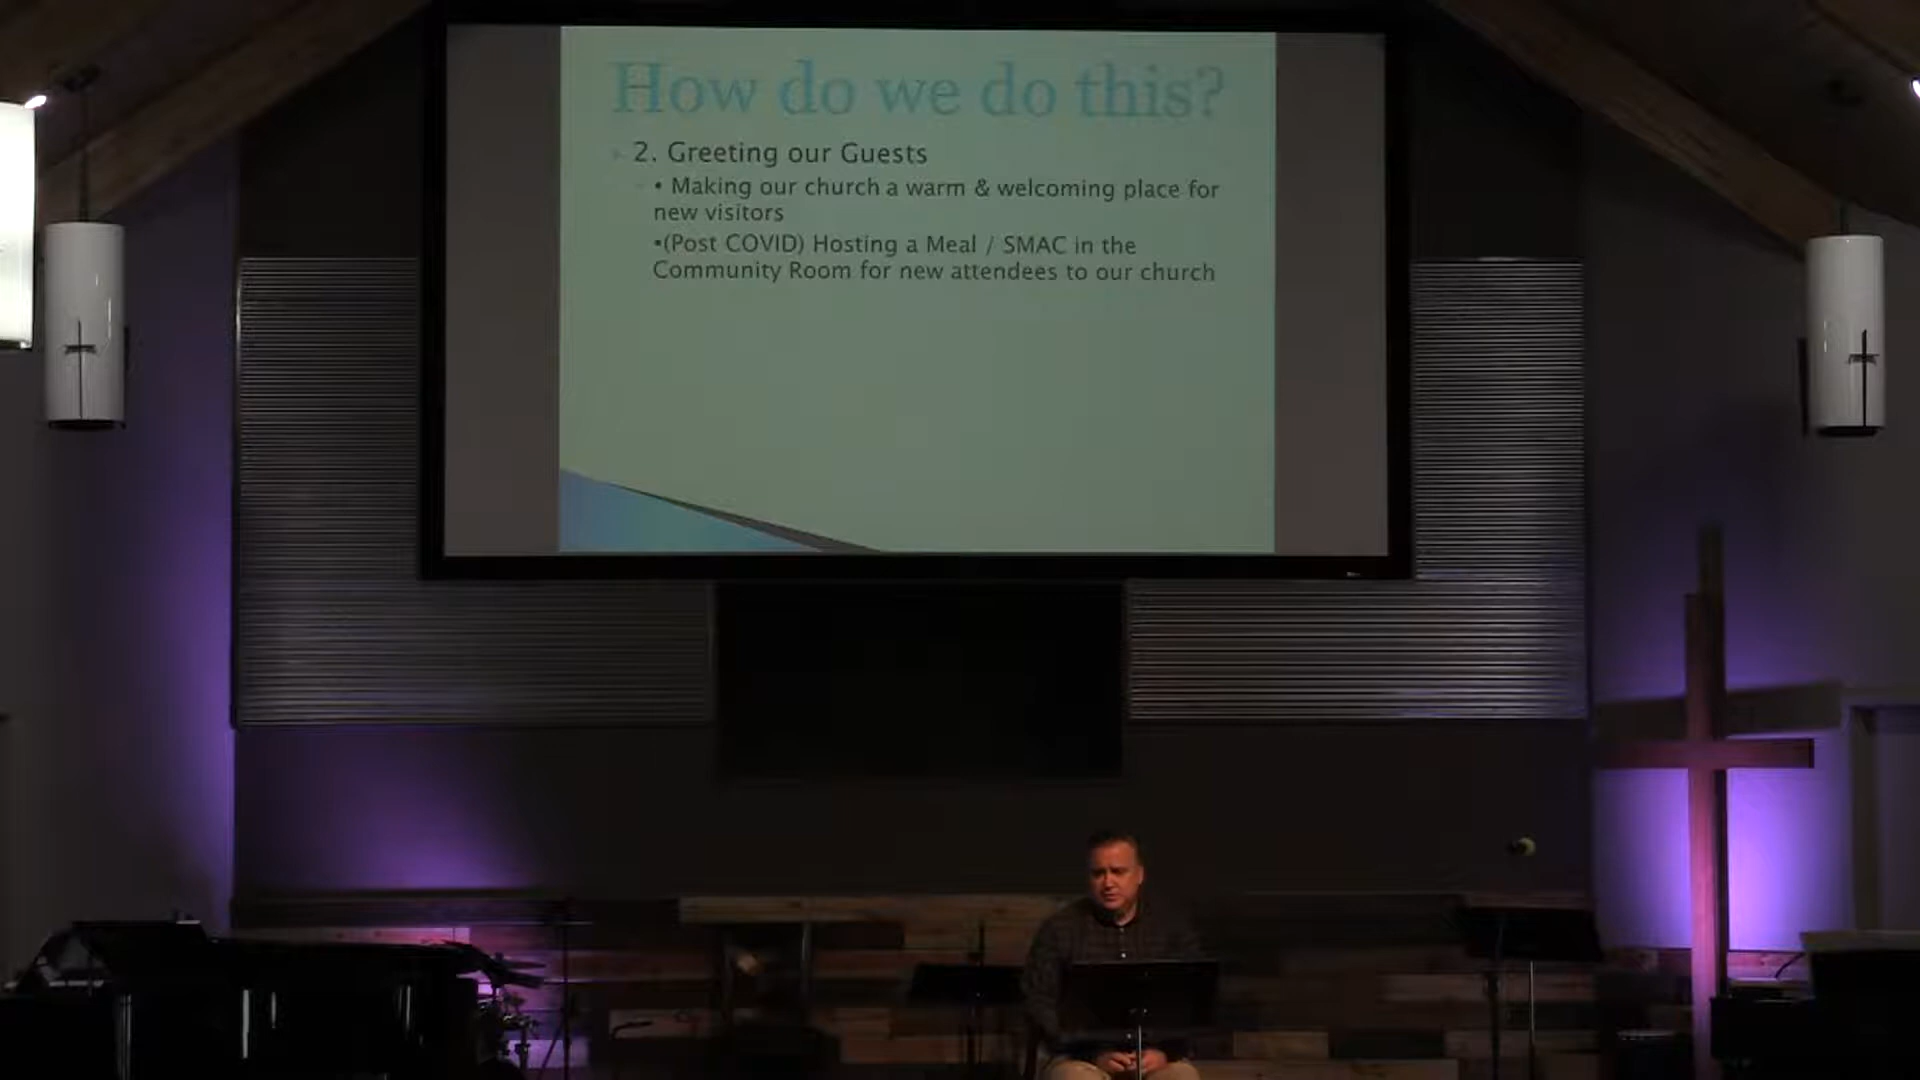 How do we do this?
2. Greeting our Guests
• Making our church a warm & welcoming place for
new visitors
•(Post COVID) Hosting a Meal / SMAC in the
Community Room for new attendees to our church